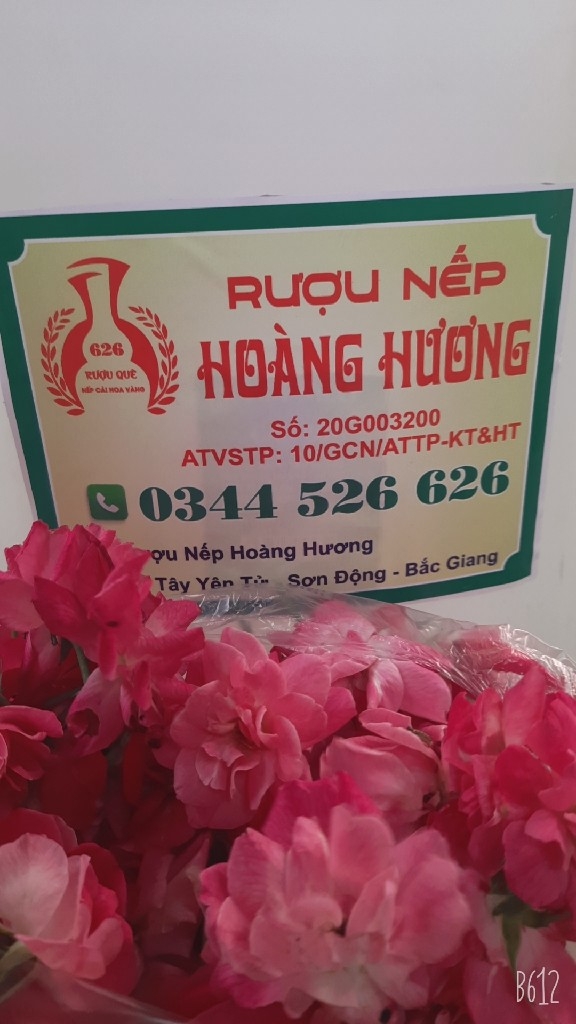 626
RƯỢU QUÊ
NẾP CÁI HOA VÀNG
RƯỢU NẾP
HOÀNG HƯƠNG
Số: 20G003200
ATVSTP: 10/GCN/ATTP-KT&HT
0344 526 626
Nếp Hoàng Hương
Tây Yên Tử - Sơn Động - Bắc Giang
B612